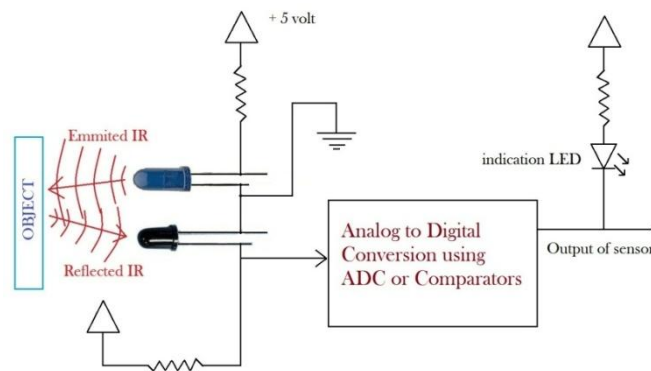 + 5 volt
Emmited IR
OBJECT
indication LED
Analog to Digital
Conversion using
ADC or Comparators
Output of sensor
Reflected IR